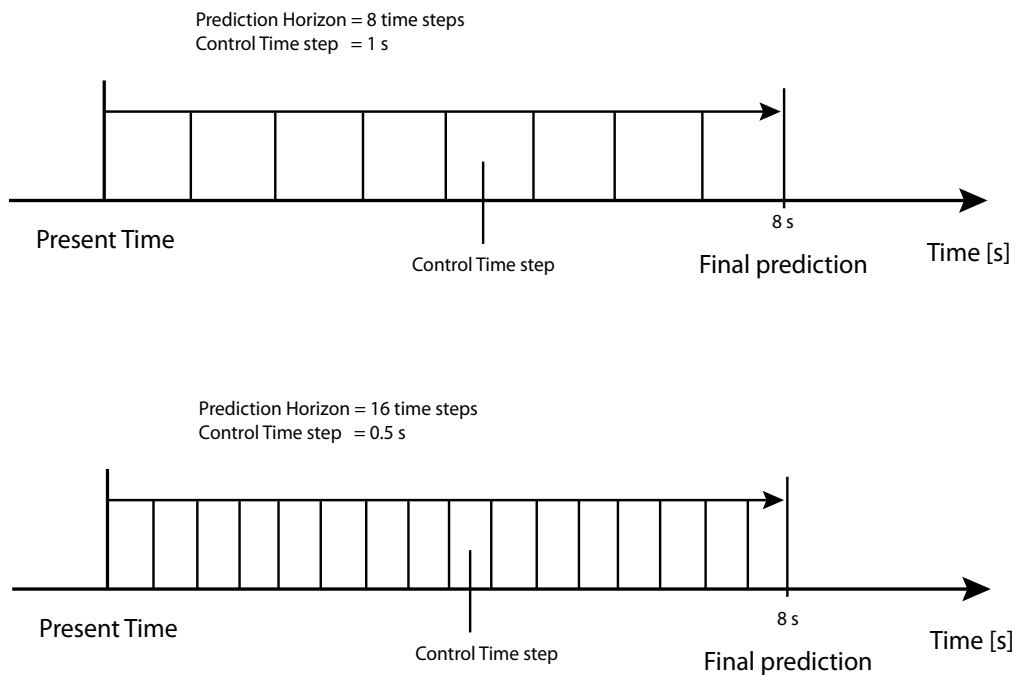 Prediction Horizon = 8 time steps
Control Time step = 1 s
8 s
Present Time
Control Time step
Final prediction
Time [s]
Prediction Horizon = 16 time steps
Control Time step = 0.5 s
8 s
Present Time
Control Time step
Final prediction
Time [s]